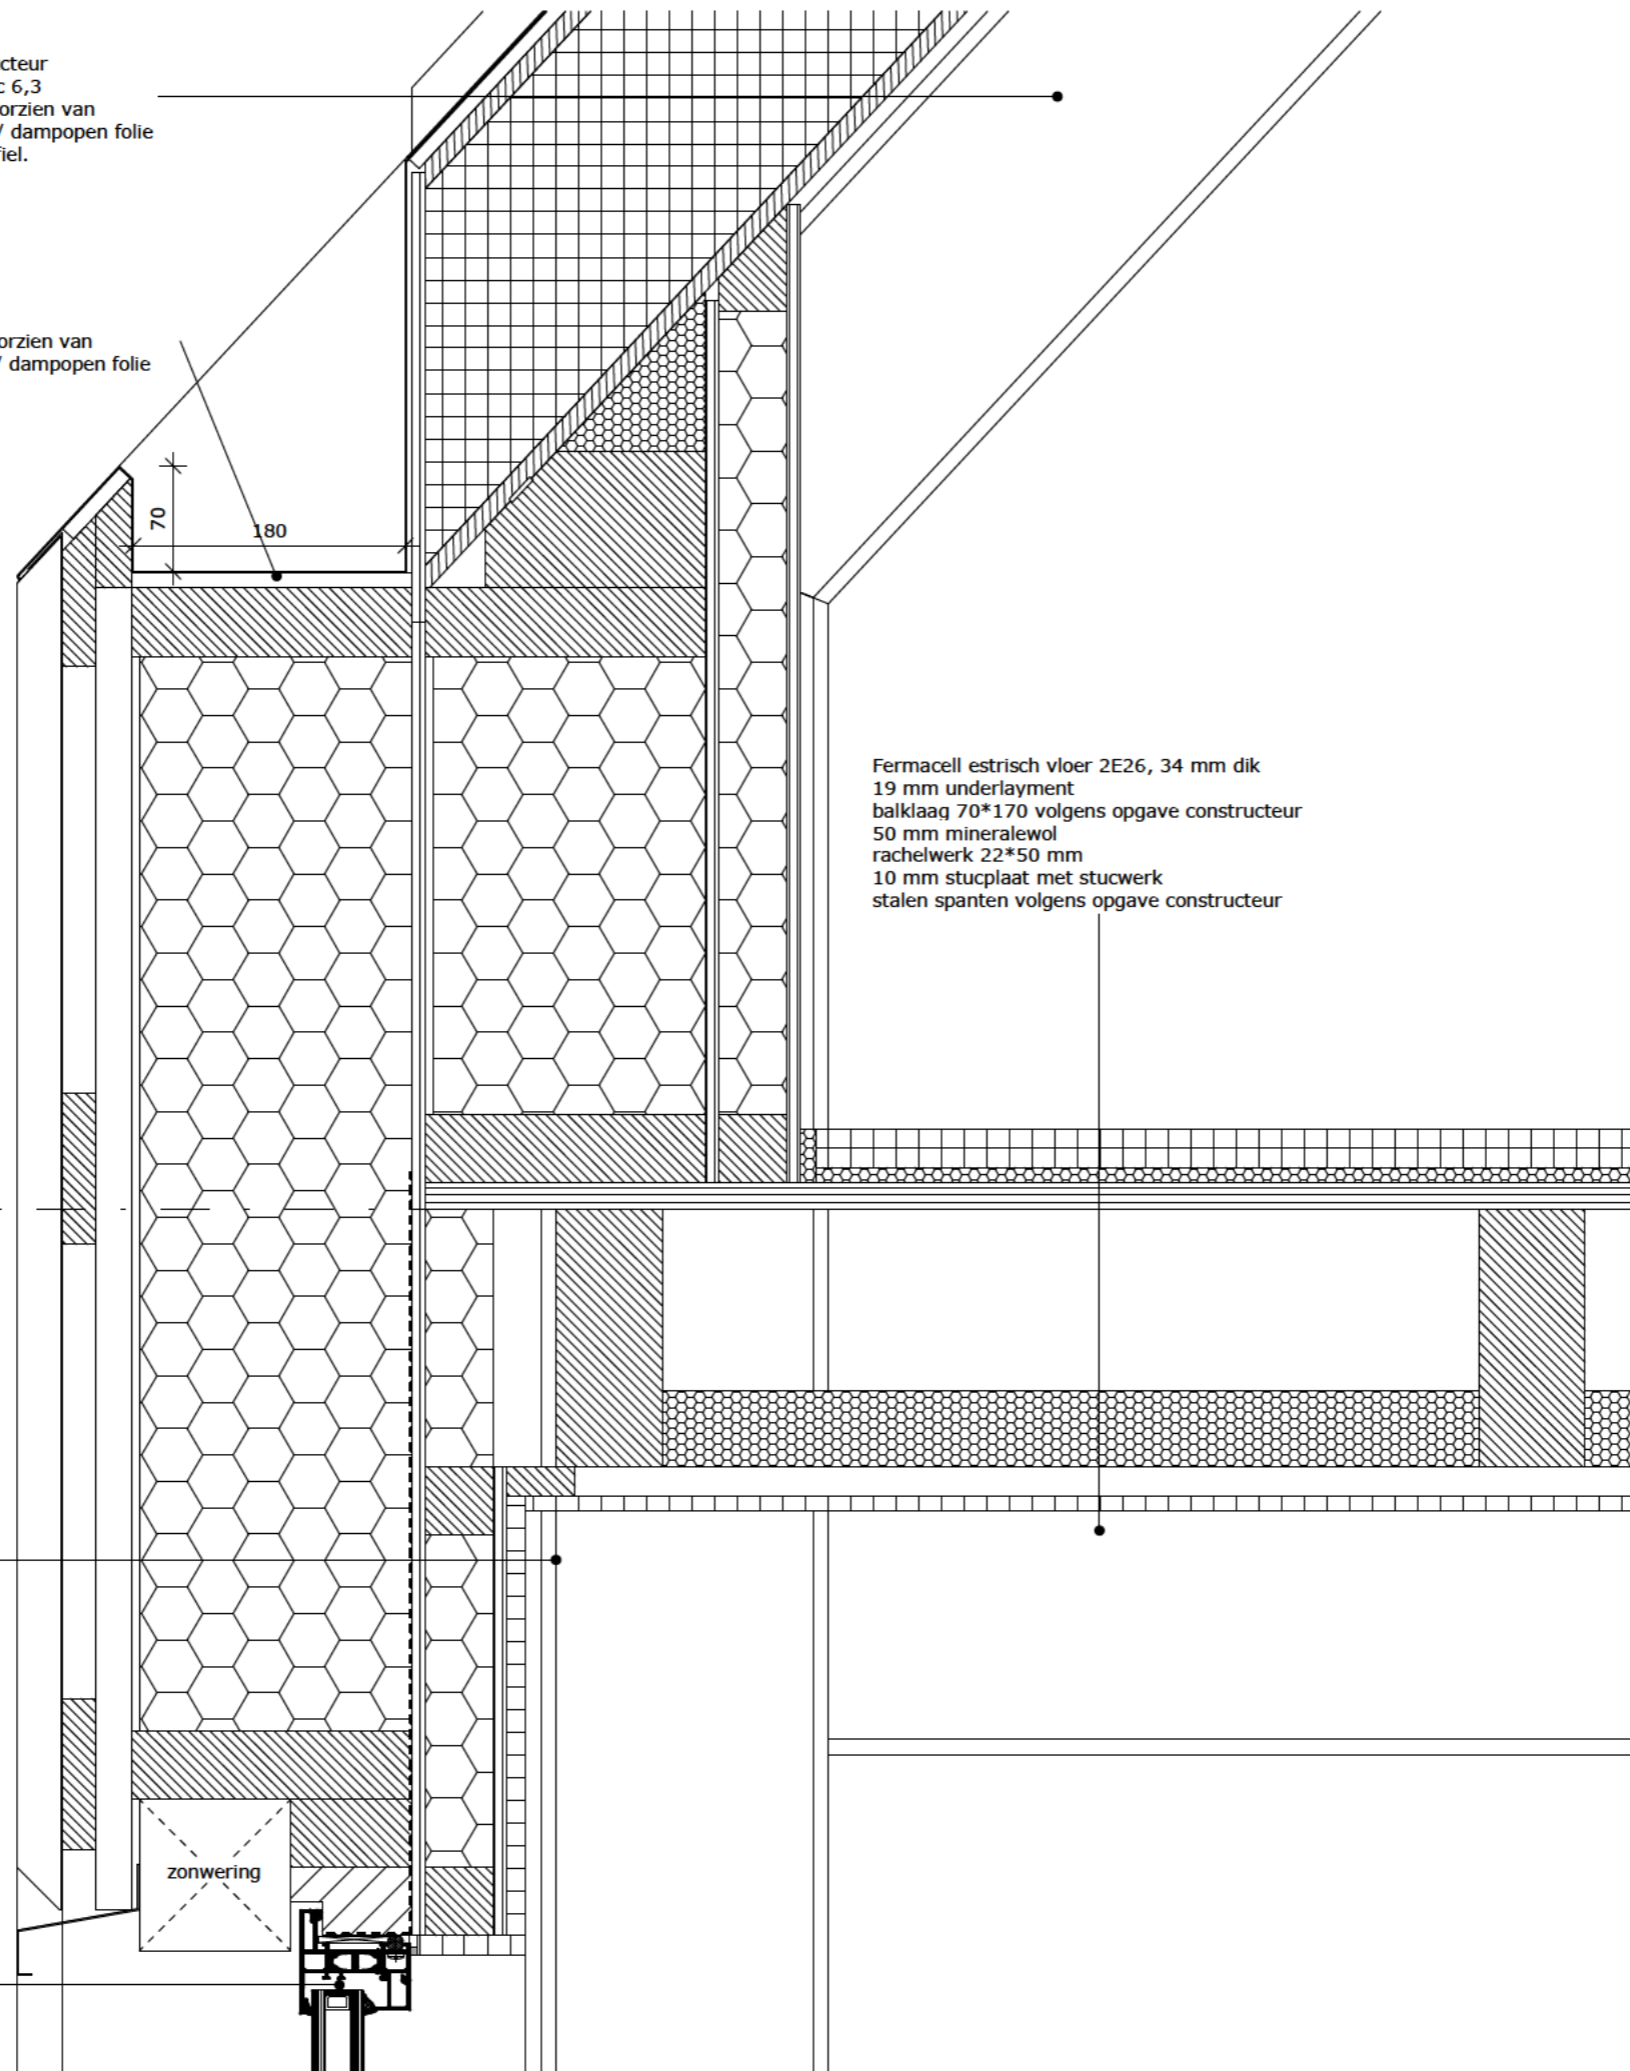 cteur
c 6,3
orzien van
/ dampopen folie
fiel.
orzien van
/ dampopen folie
70
180
Fermacell estrisch vloer 2E26, 34 mm dik
19 mm underlayment
balklaag 70*170 volgens opgave constructeur
50 mm mineralewol
rachelwerk 22*50 mm
10 mm stucplaat met stucwerk
stalen spanten volgens opgave constructeur
zonwering